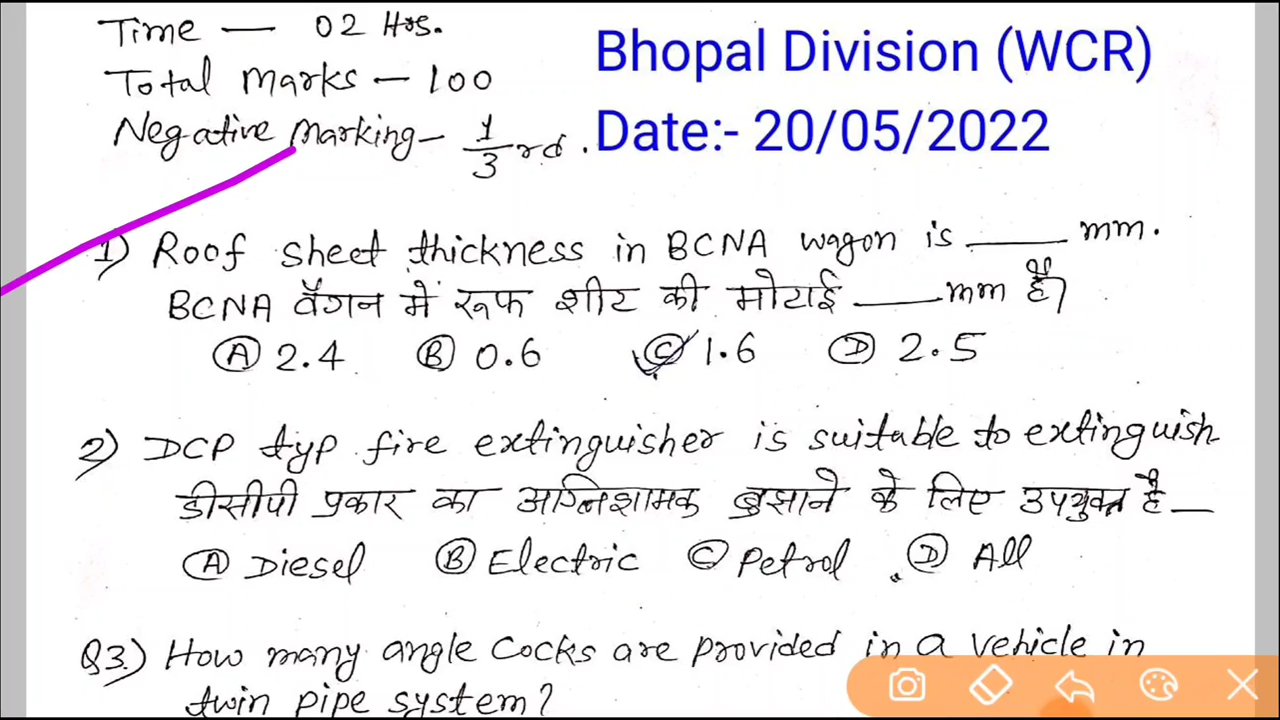 Time — 02 Hrs.
Total Marks — 100
Negative Marking — 1/3 rd.
Bhopal Division (WCR)
Date:- 20/05/2022
1) Roof sheet thickness in BCNA wagon is ____ mm.
BCNA वैगन में रूफ शीट की मोटाई ____ mm है।
Ⓐ 2.4 Ⓑ 0.6 Ⓒ 1.6 Ⓓ 2.5
2) DCP typ fire extinguisher is suitable to extinguish
डीसीपी प्रकार का अग्निशामक बुझाने के लिए उपयुक्त है —
Ⓐ Diesel Ⓑ Electric Ⓒ Petrol Ⓓ All
Q3.) How many angle Cocks are provided in a vehicle in
twin pipe system?